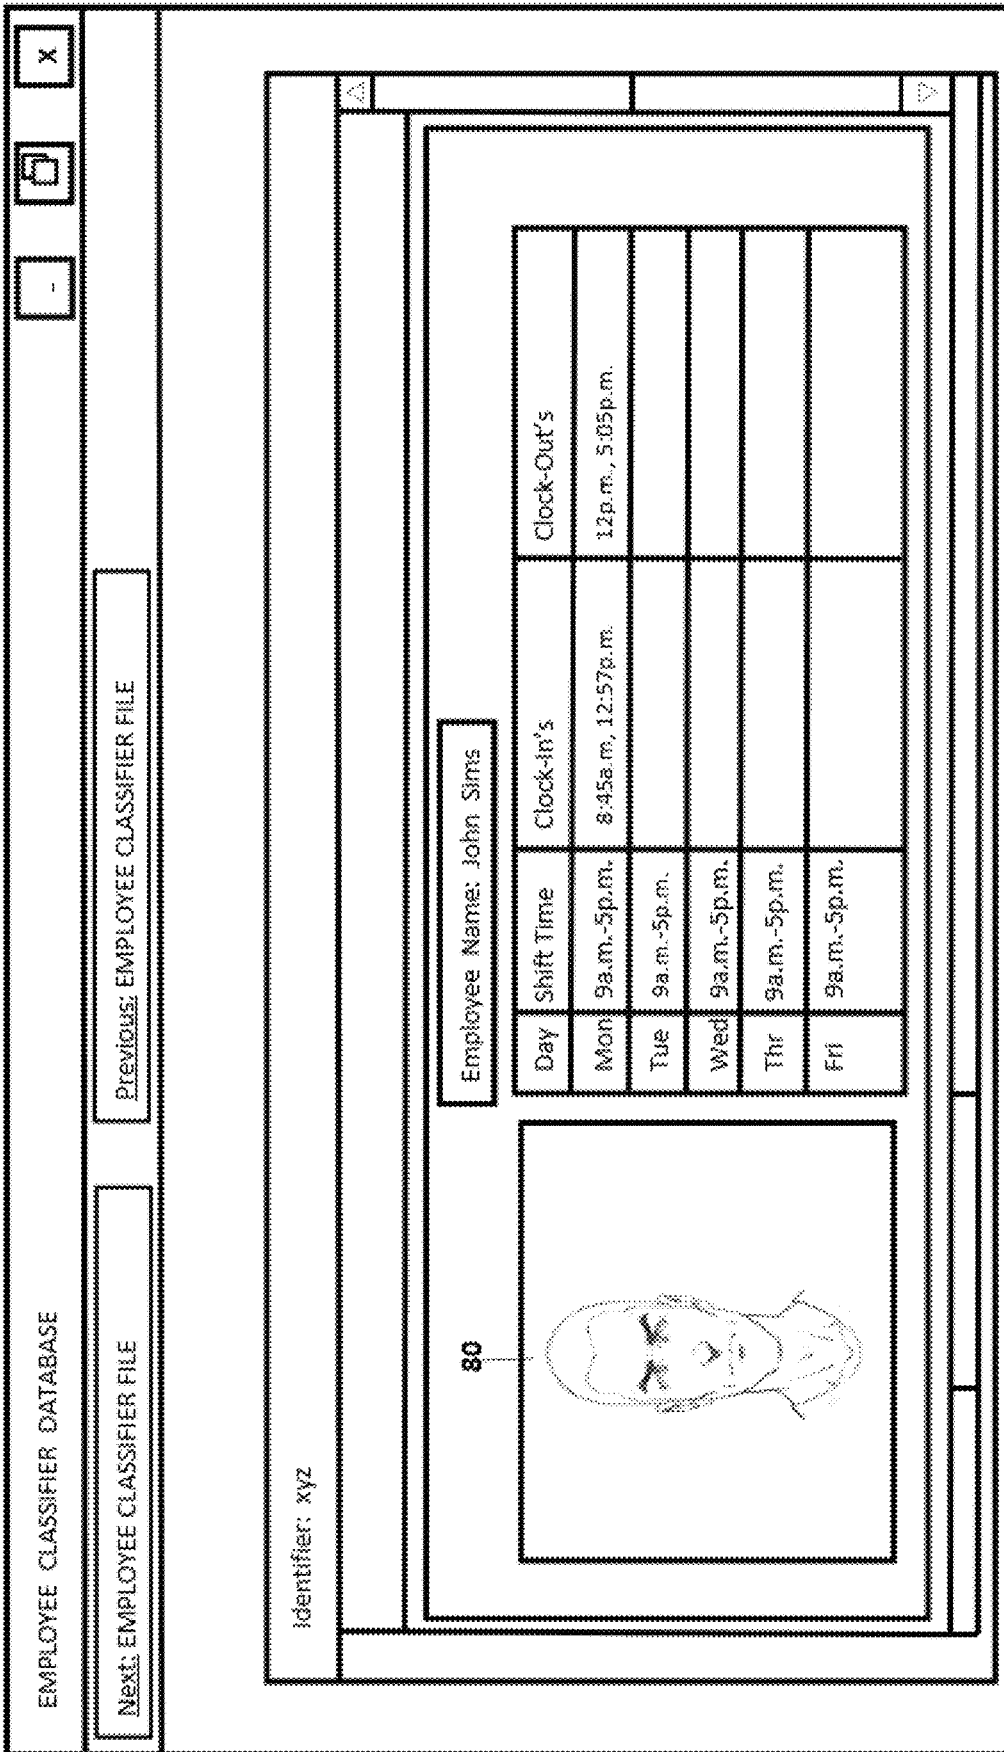 EMPLOYEE CLASSIFIER DATABASE
-
x
Next: EMPLOYEE CLASSIFIER FILE
Previous: EMPLOYEE CLASSIFIER FILE
Identifier: xyz
80
Employee Name: John Sims
Day Shift Time Clock-In's Clock-Out's
Mon 9a.m.-5p.m. 8:45a.m, 12:57p.m. 12p.m., 5:05p.m.
Tue 9a.m.-5p.m.
Wed 9a.m.-5p.m.
Thr 9a.m.-5p.m.
Fri 9a.m.-5p.m.